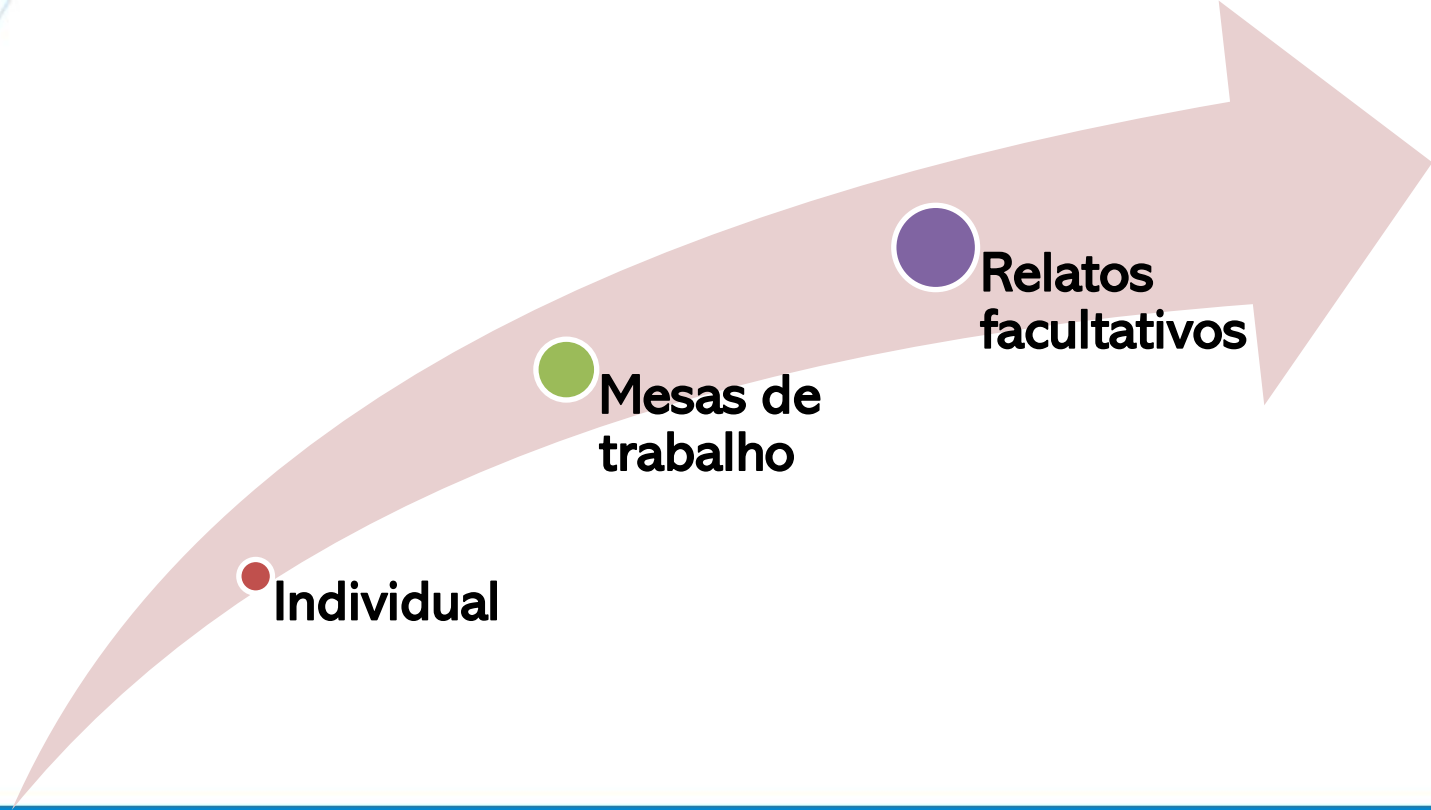 Relatos
facultativos
Mesas de
trabalho
Individual